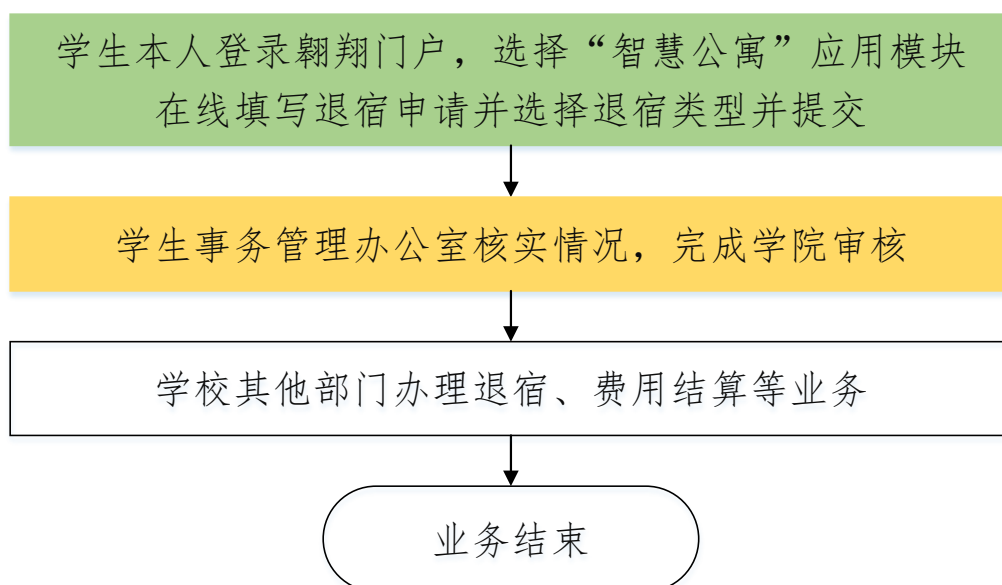 学生本人登录翱翔门户，选择“智慧公寓”应用模块
在线填写退宿申请并选择退宿类型并提交
学生事务管理办公室核实情况，完成学院审核
学校其他部门办理退宿、费用结算等业务
业务结束